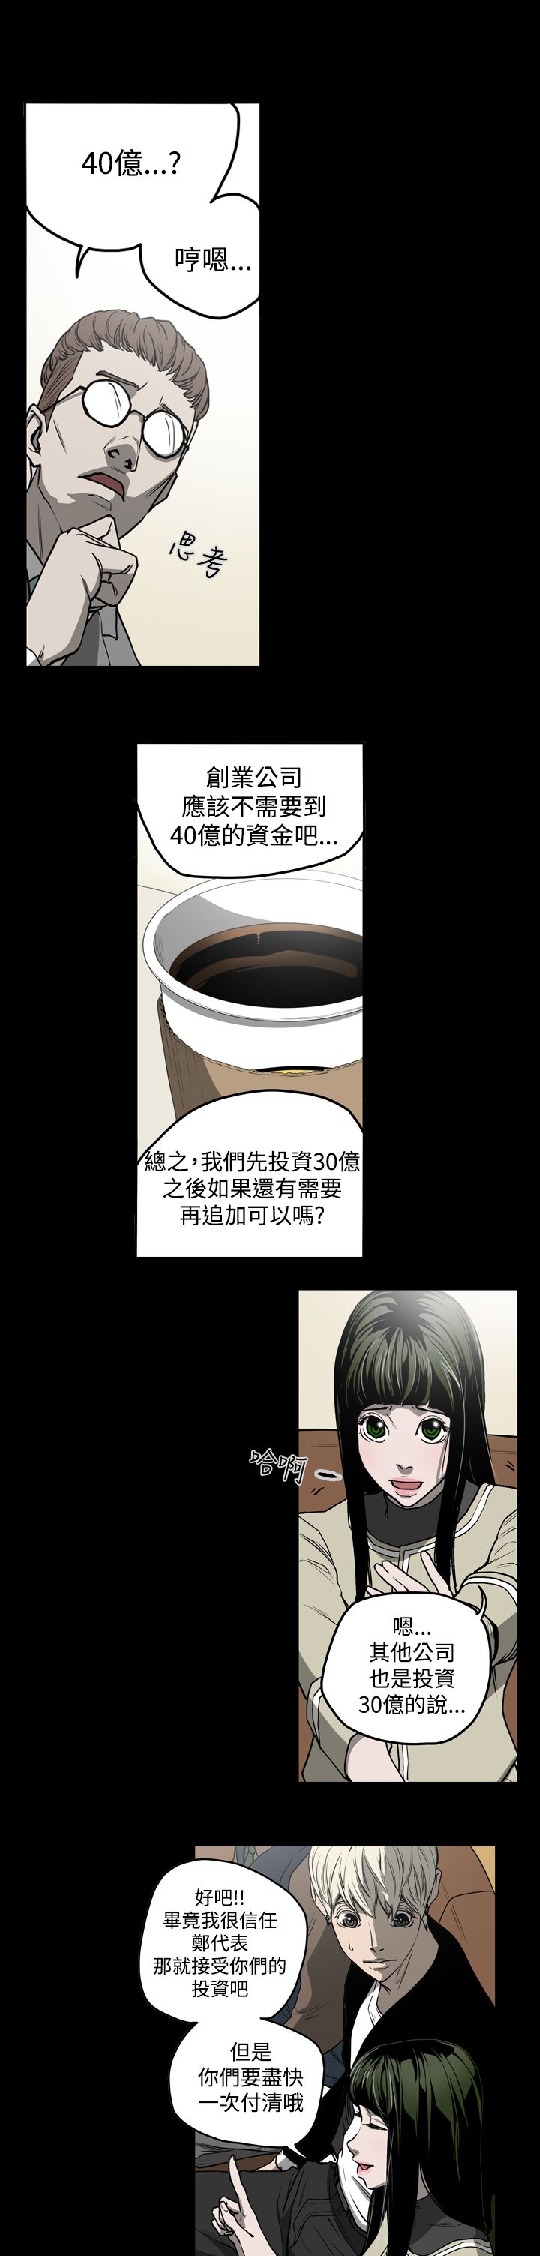 40億...?
哼嗯...
思考
創業公司
應該不需要到
40億的資金吧...
總之,我們先投資30億
之後如果還有需要
再追加可以嗎?
哈啊
嗯...
其他公司
也是投資
30億的說...
好吧!!
畢竟我很信任
鄭代表
那就接受你們的
投資吧
但是
你們要盡快
一次付清哦